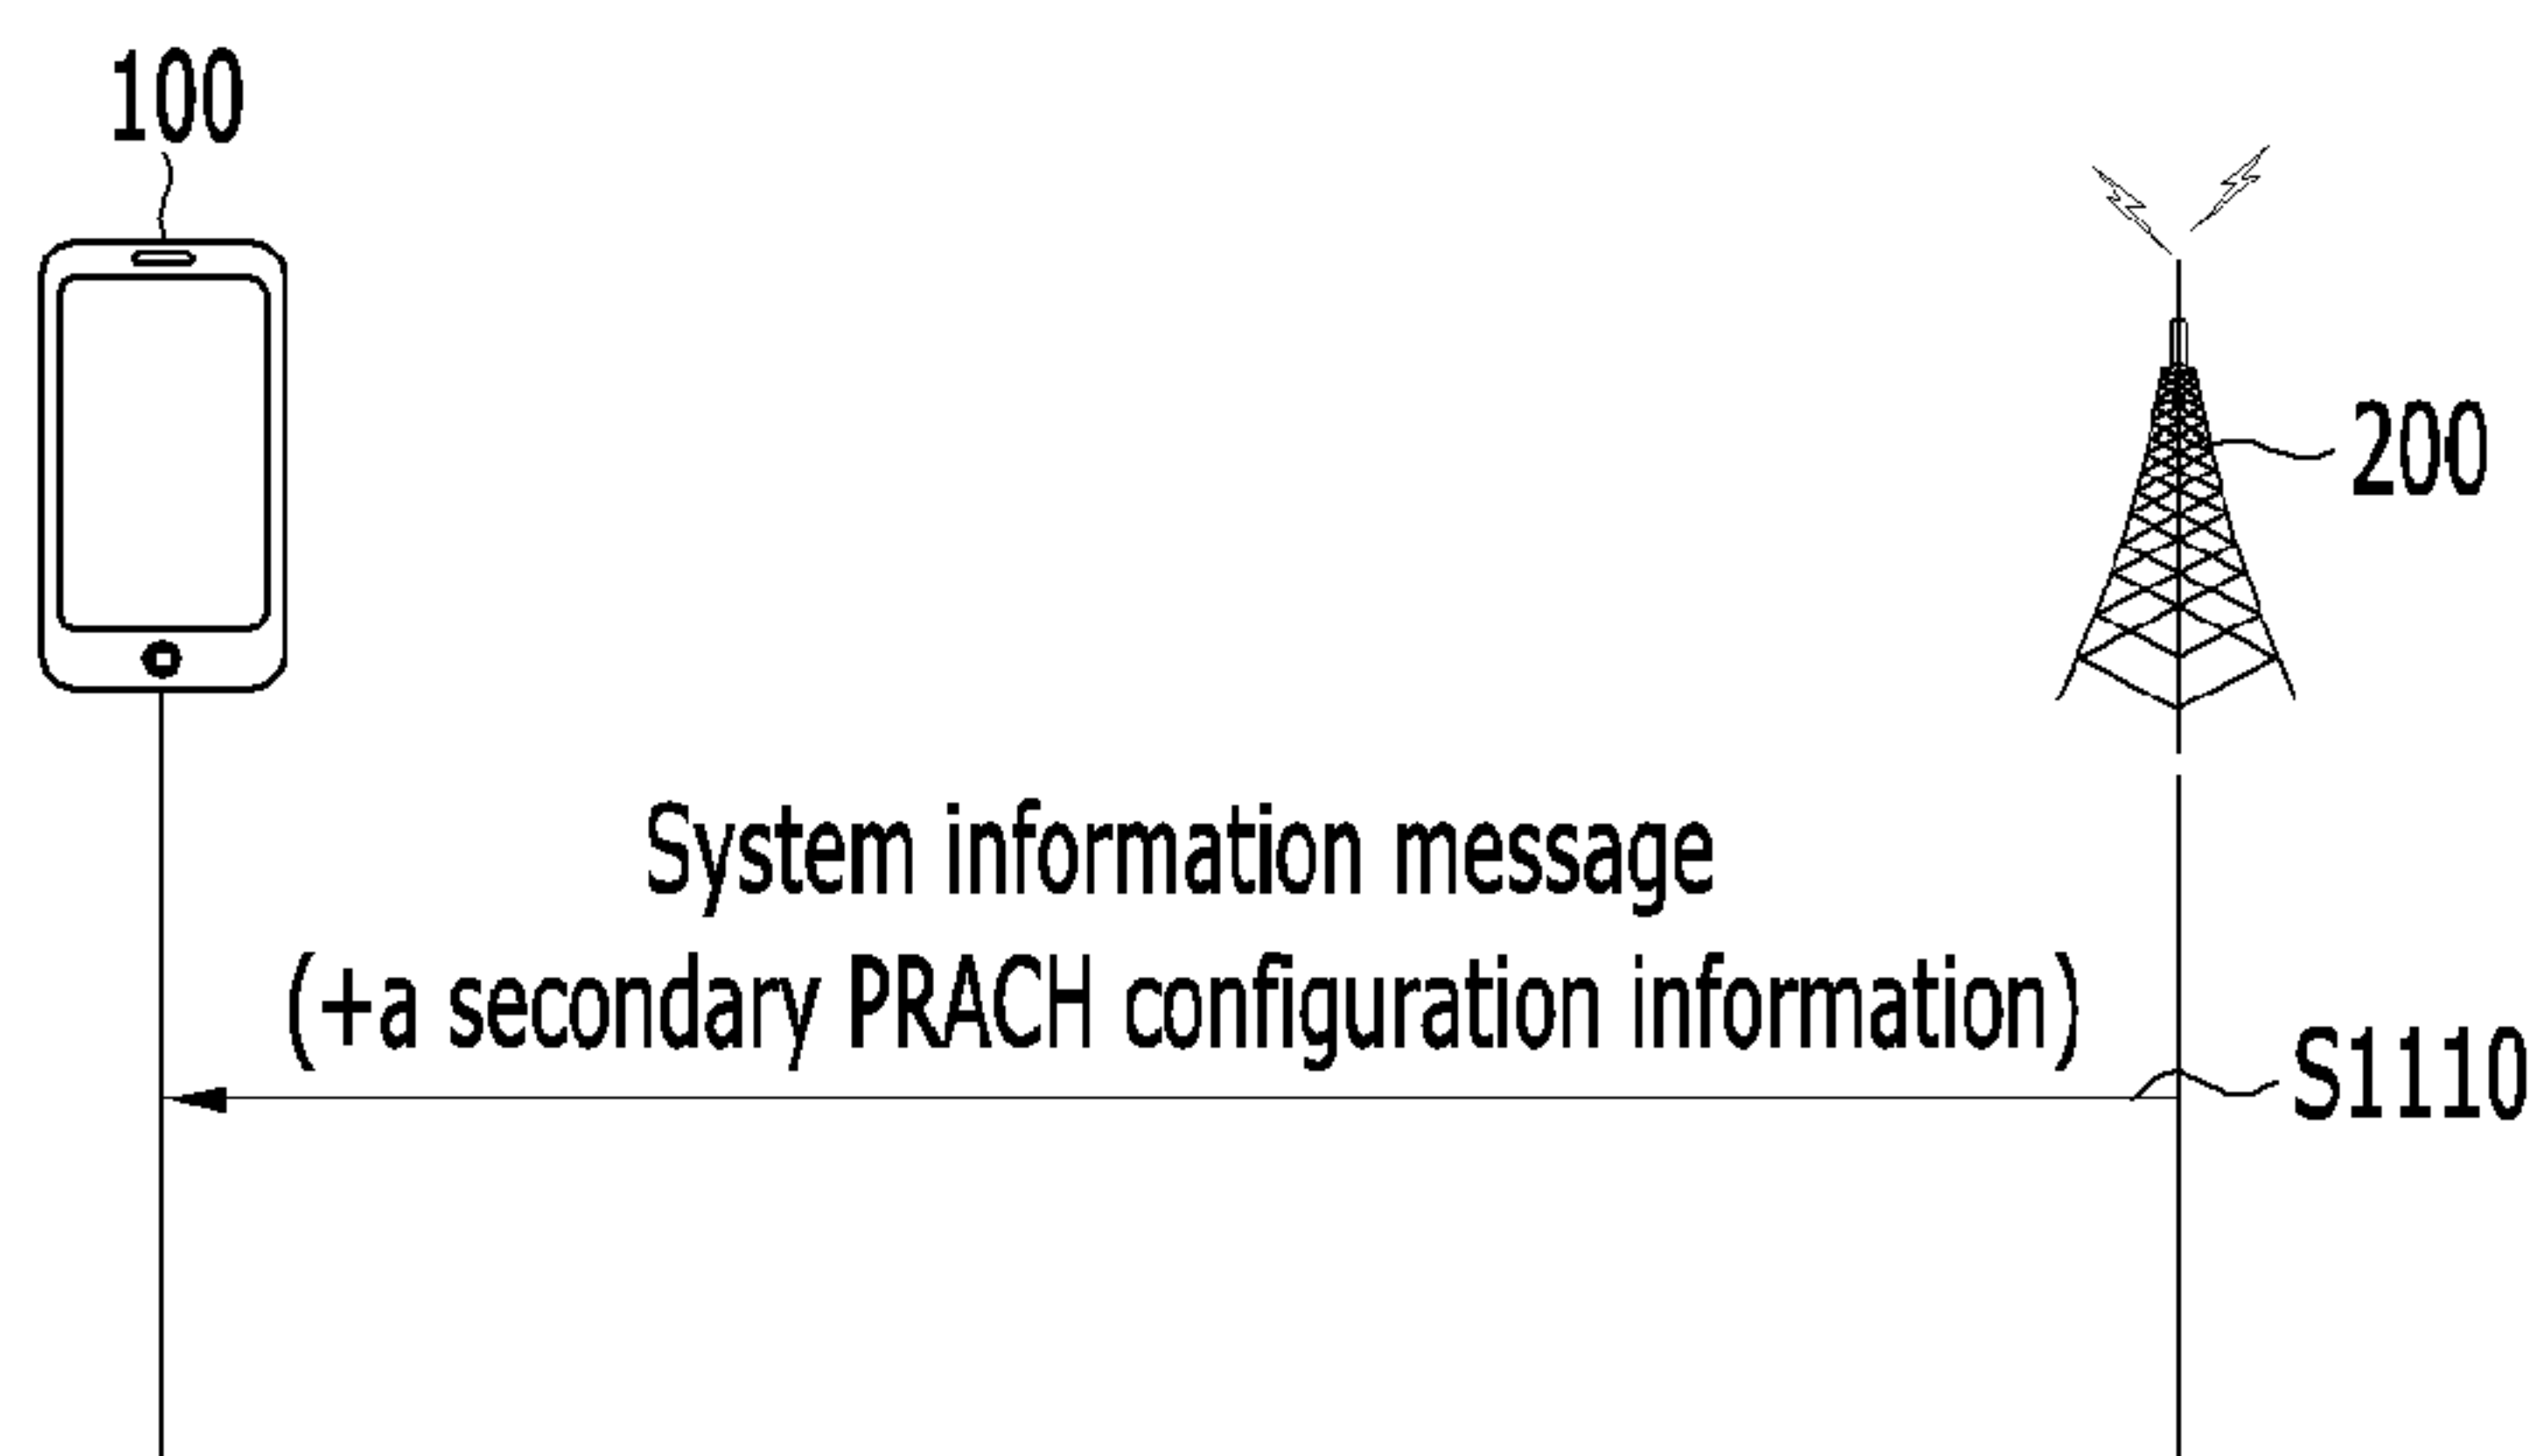 100
200
System information message
(+a secondary PRACH configuration information)
S1110